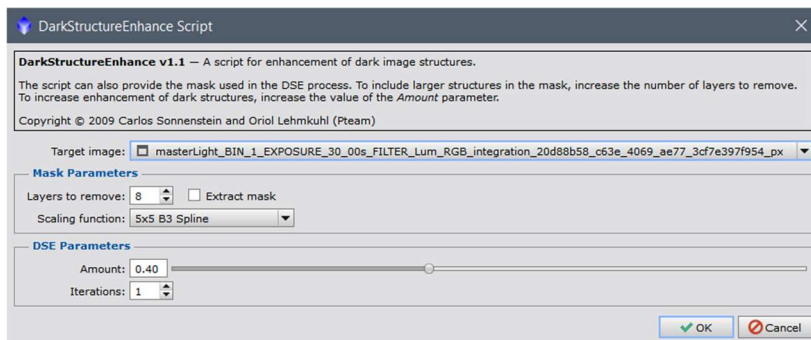 DarkStructureEnhance Script
DarkStructureEnhance v1.1 — A script for enhancement of dark image structures.
The script can also provide the mask used in the DSE process. To include larger structures in the mask, increase the number of layers to remove.
To increase enhancement of dark structures, increase the value of the Amount parameter.
Copyright © 2009 Carlos Sonnenstein and Oriol Lehmkuhl (Pteam)
Target image: masterLight_BIN_1_EXPOSURE_30_00s_FILTER_Lum_RGB_integration_20d88b58_c63e_4069_ae77_3cf7e397f954_px
Mask Parameters
Layers to remove: 8 Extract mask
Scaling function: 5x5 B3 Spline
DSE Parameters
Amount: 0.40
Iterations: 1
OK Cancel